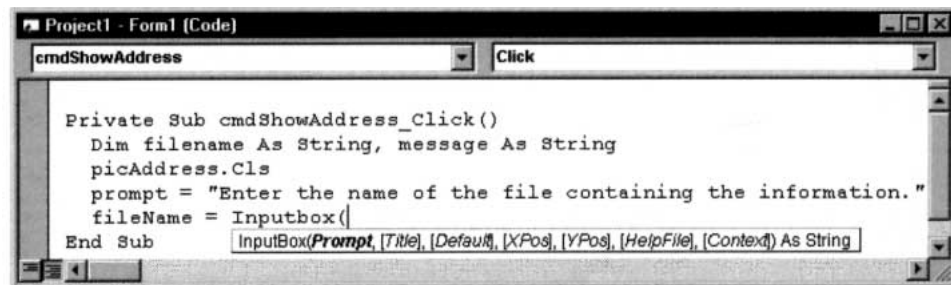 Project1 - Form1 (Code)
cmdShowAddress Click
Private Sub cmdShowAddress_Click()
Dim filename As String, message As String
picAddress.Cls
prompt = "Enter the name of the file containing the information."
fileName = Inputbox(
End Sub
InputBox(Prompt, [Title], [Default], [XPos], [YPos], [HelpFile], [Context]) As String